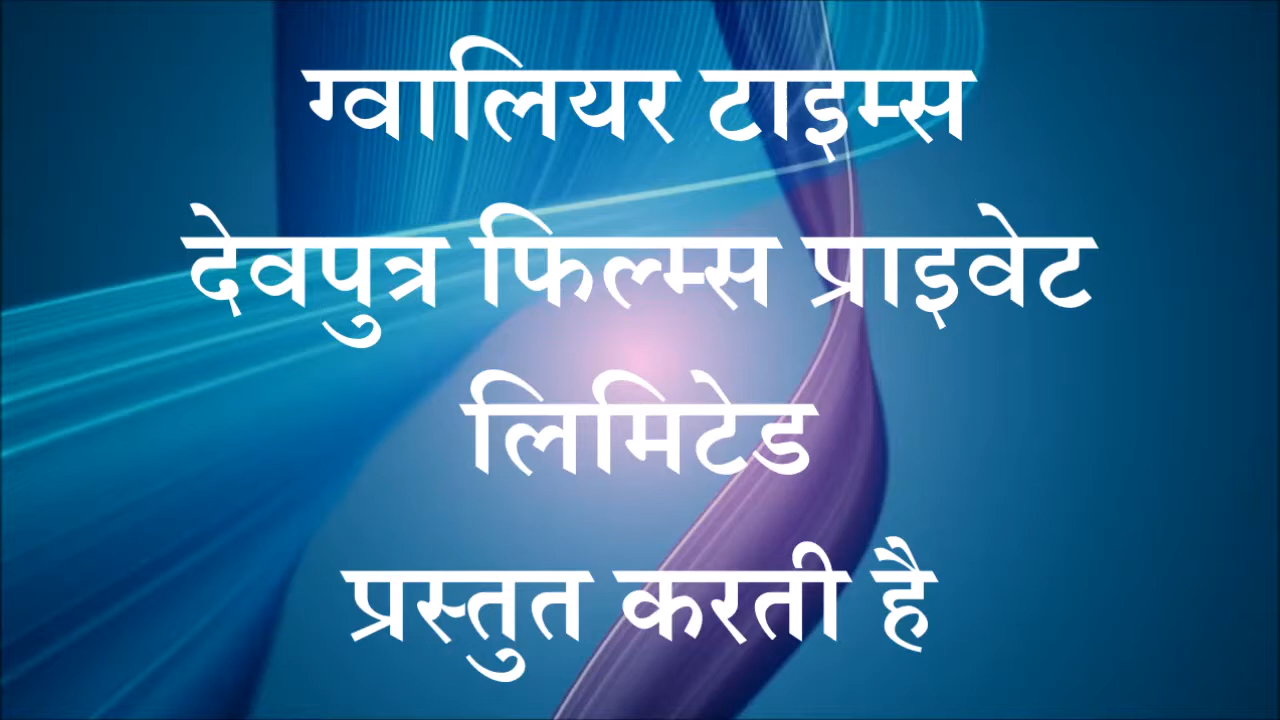 ग्वालियर टाइम्स
देवपुत्र फिल्म्स प्राइवेट
लिमिटेड
प्रस्तुत करती है